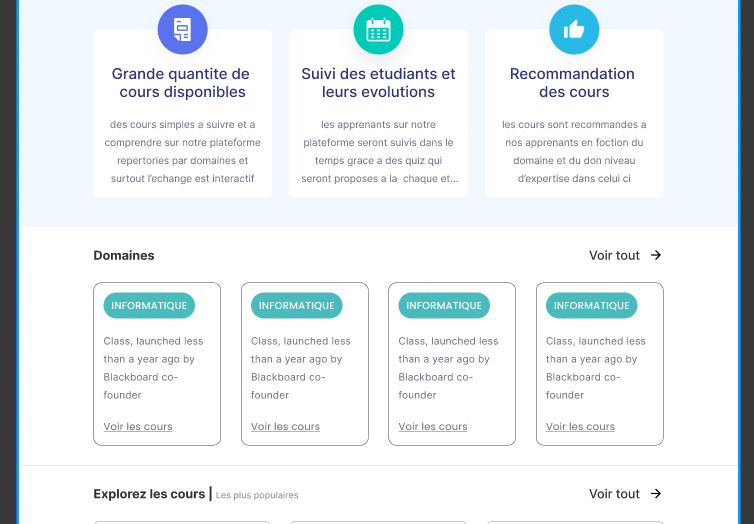 Grande quantite de
cours disponibles
des cours simples a suivre et a
comprendre sur notre plateforme
repertories par domaines et
surtout l'echange est interactif
Suivi des etudiants et
leurs evolutions
les apprenants sur notre
plateforme seront suivis dans le
temps grace a des quiz qui
seront proposes a la  chaque et...
Recommandation
des cours
les cours sont recommandes a
nos apprenants en foction du
domaine et du don niveau
d'expertise dans celui ci
Domaines
Voir tout
INFORMATIQUE
Class, launched less
than a year ago by
Blackboard co-
founder
Voir les cours
INFORMATIQUE
Class, launched less
than a year ago by
Blackboard co-
founder
Voir les cours
INFORMATIQUE
Class, launched less
than a year ago by
Blackboard co-
founder
Voir les cours
INFORMATIQUE
Class, launched less
than a year ago by
Blackboard co-
founder
Voir les cours
Explorez les cours | Les plus populaires
Voir tout